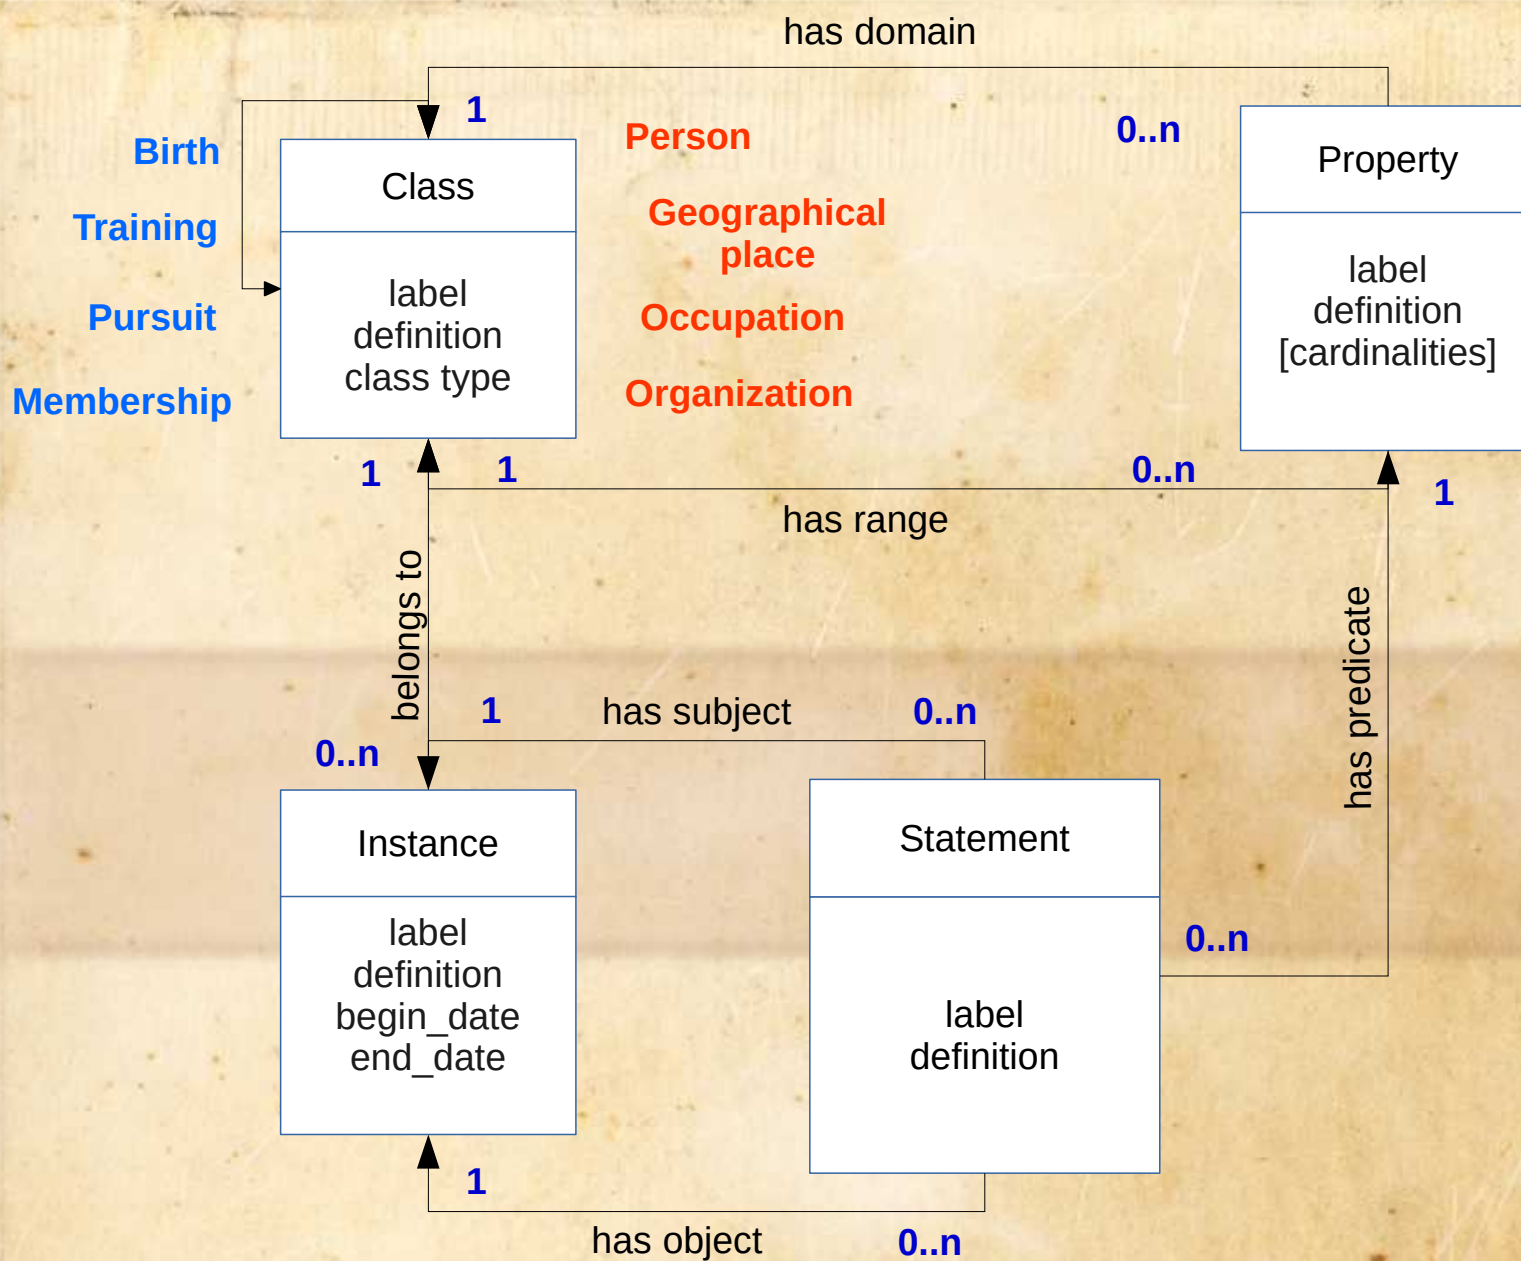 has domain
1
Person
0..n
Birth
Class
Property
Training
Geographical
place
label
definition
class type
label
definition
[cardinalities]
Pursuit
Occupation
Membership
Organization
1
1
0..n
1
has range
belongs to
has predicate
1
has subject
0..n
0..n
Instance
Statement
label
definition
begin_date
end_date
0..n
label
definition
1
has object
0..n